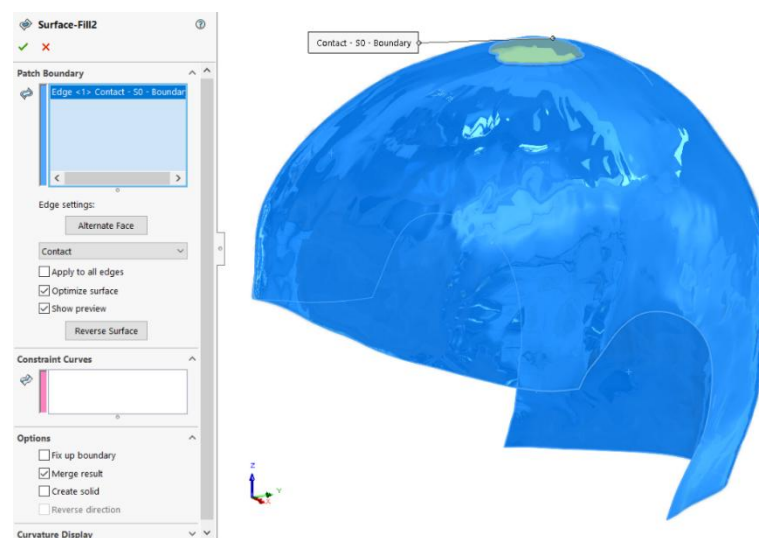 Surface-Fill2
Contact - S0 - Boundary
Patch Boundary
Edge <1> Contact - S0 - Boundar
Edge settings:
Alternate Face
Contact
Apply to all edges
Optimize surface
Show preview
Reverse Surface
Constraint Curves
Options
Fix up boundary
Merge result
Create solid
Reverse direction
Curvature Display
Z
Y
X